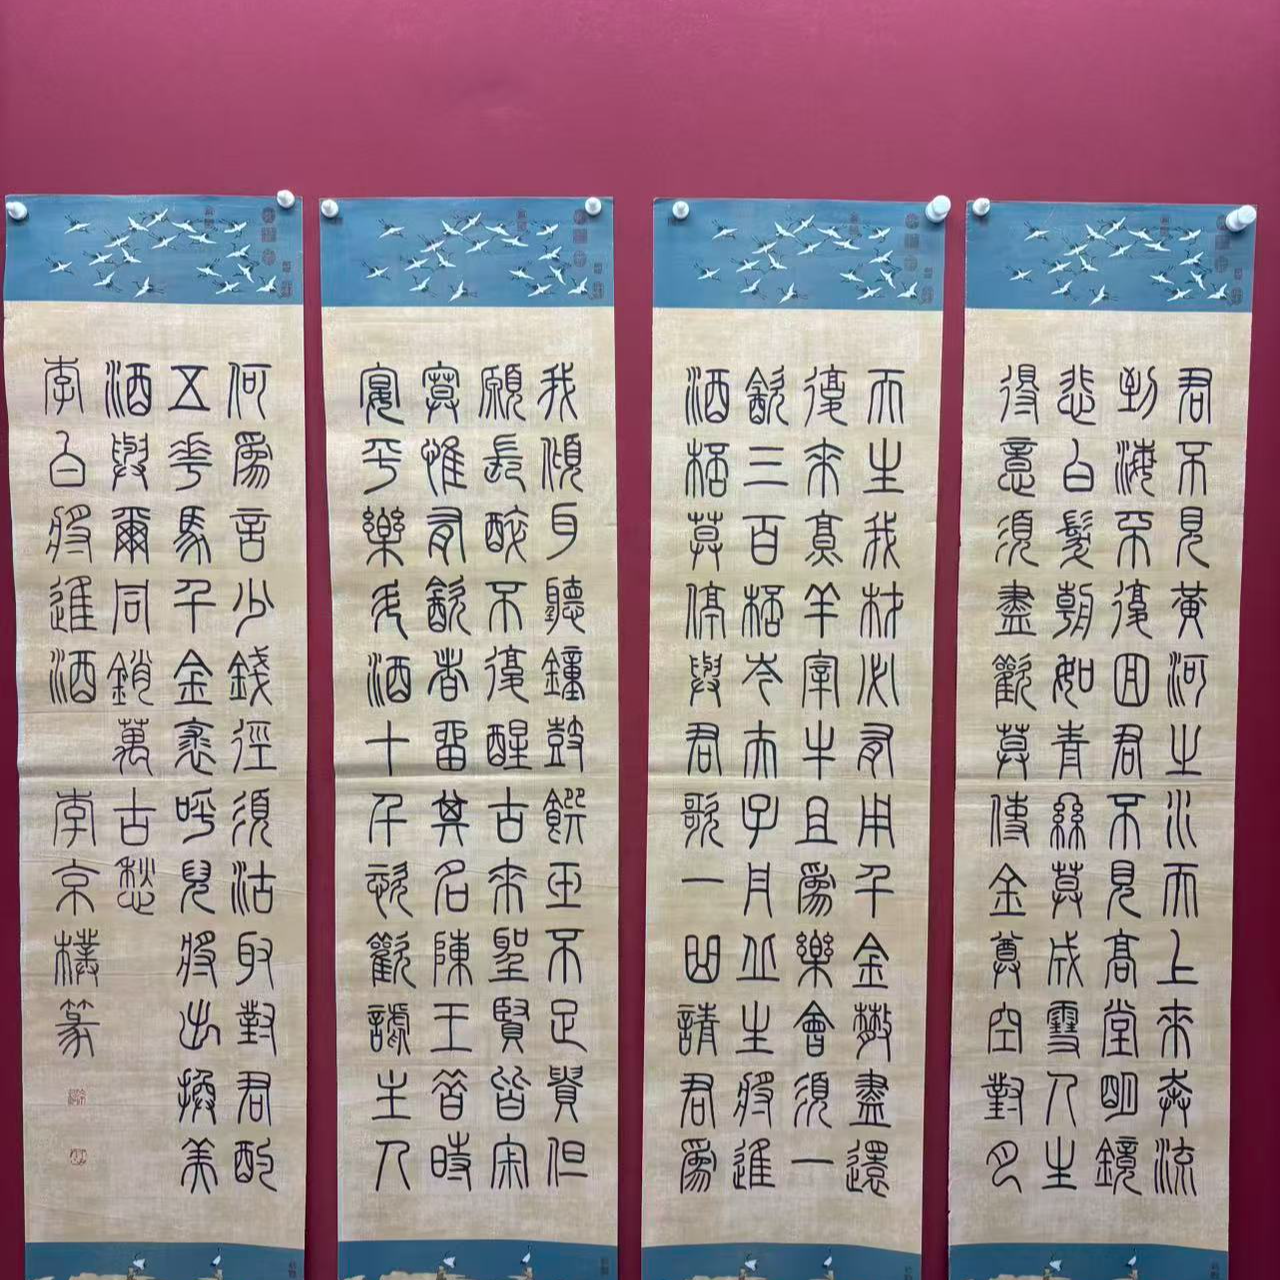 君不見黃河之水天上來奔流
到海不復回君不見高堂明鏡
悲白髮朝如青絲莫成雪人生
得意須盡歡莫使金尊空對月
天生我材必有用千金散盡還
復來烹羊宰牛且為樂會須一
飲三百杯岑夫子丹丘生將進
酒杯莫停與君歌一曲請君為
我傾耳聽鐘鼓饌玉不足貴但
願長醉不復醒古來聖賢皆寂
寞惟有飲者留其名陳王昔時
宴平樂斗酒十千恣歡謔主人
何為言少錢徑須沽取對君酌
五花馬千金裘呼兒將出換美
酒與爾同銷萬古愁
李白將進酒 李京樸篆